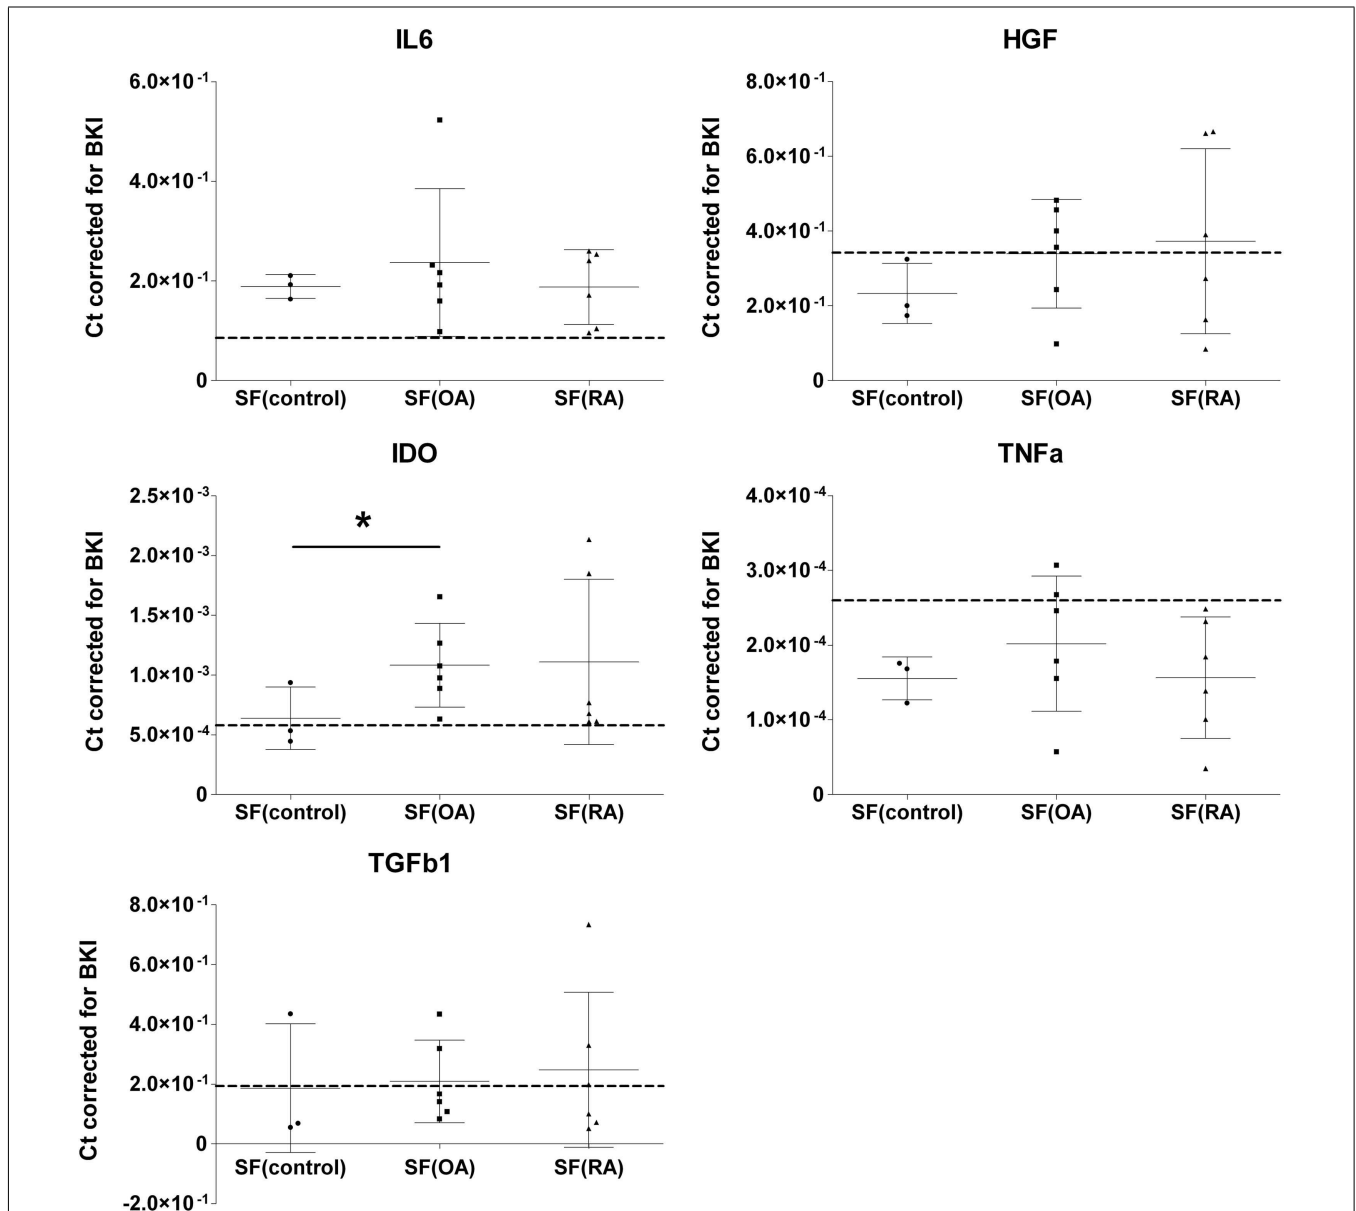 IL6
Ct corrected for BKI
6.0×10⁻¹
4.0×10⁻¹
2.0×10⁻¹
0
SF(control) SF(OA) SF(RA)
HGF
Ct corrected for BKI
8.0×10⁻¹
6.0×10⁻¹
4.0×10⁻¹
2.0×10⁻¹
0
SF(control) SF(OA) SF(RA)
IDO
Ct corrected for BKI
2.5×10⁻³
2.0×10⁻³
1.5×10⁻³
1.0×10⁻³
5.0×10⁻⁴
0
*
SF(control) SF(OA) SF(RA)
TNFa
Ct corrected for BKI
4.0×10⁻⁴
3.0×10⁻⁴
2.0×10⁻⁴
1.0×10⁻⁴
0
SF(control) SF(OA) SF(RA)
TGFb1
Ct corrected for BKI
8.0×10⁻¹
6.0×10⁻¹
4.0×10⁻¹
2.0×10⁻¹
0
-2.0×10⁻¹
SF(control) SF(OA) SF(RA)